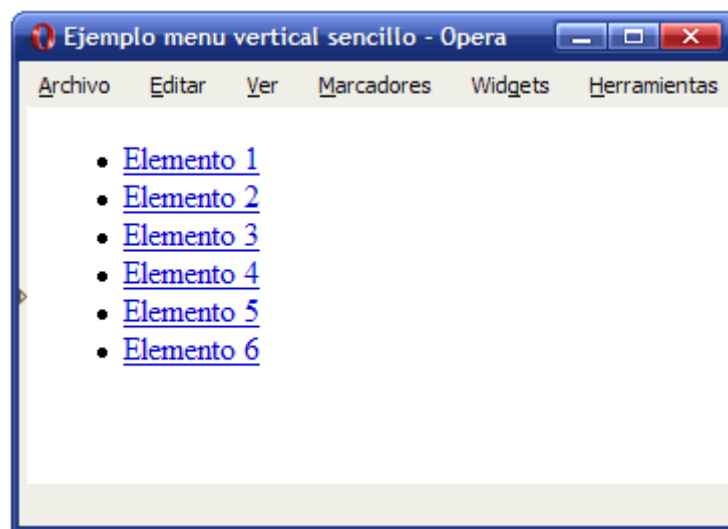 Ejemplo menu vertical sencillo - Opera
Archivo Editar Ver Marcadores Widgets Herramientas
Elemento 1
Elemento 2
Elemento 3
Elemento 4
Elemento 5
Elemento 6